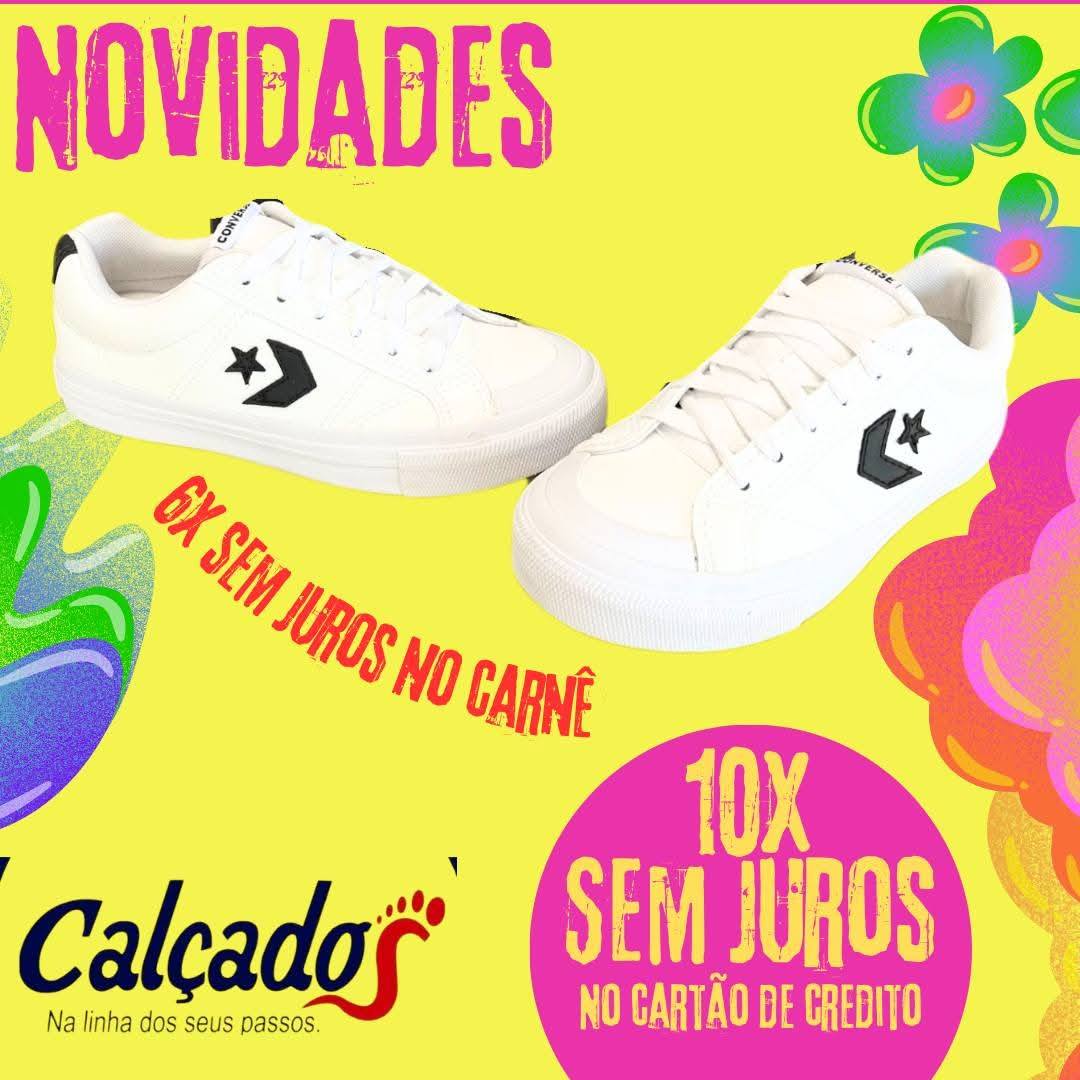 NOVIDADES
CONVERSE
CONVERSE
6X SEM JUROS NO CARNÊ
10X
SEM JUROS
NO CARTÃO DE CREDITO
Calçados
Na linha dos seus passos.